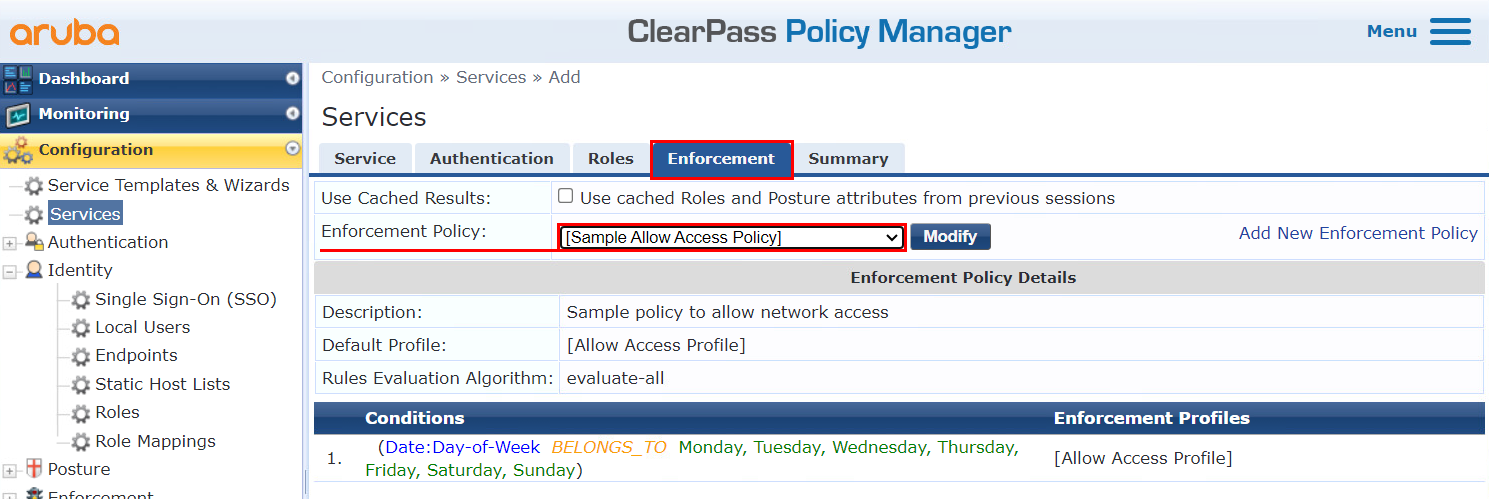 aruba
ClearPass Policy Manager
Menu
Dashboard
Monitoring
Configuration
Service Templates & Wizards
Services
Authentication
Identity
Single Sign-On (SSO)
Local Users
Endpoints
Static Host Lists
Roles
Role Mappings
Posture
Enforcement
Configuration » Services » Add
Services
Service Authentication Roles Enforcement Summary
Use Cached Results: Use cached Roles and Posture attributes from previous sessions
Enforcement Policy: [Sample Allow Access Policy] Modify Add New Enforcement Policy
Enforcement Policy Details
Description: Sample policy to allow network access
Default Profile: [Allow Access Profile]
Rules Evaluation Algorithm: evaluate-all
Conditions Enforcement Profiles
(Date:Day-of-Week BELONGS_TO Monday, Tuesday, Wednesday, Thursday,
1. [Allow Access Profile]
Friday, Saturday, Sunday)